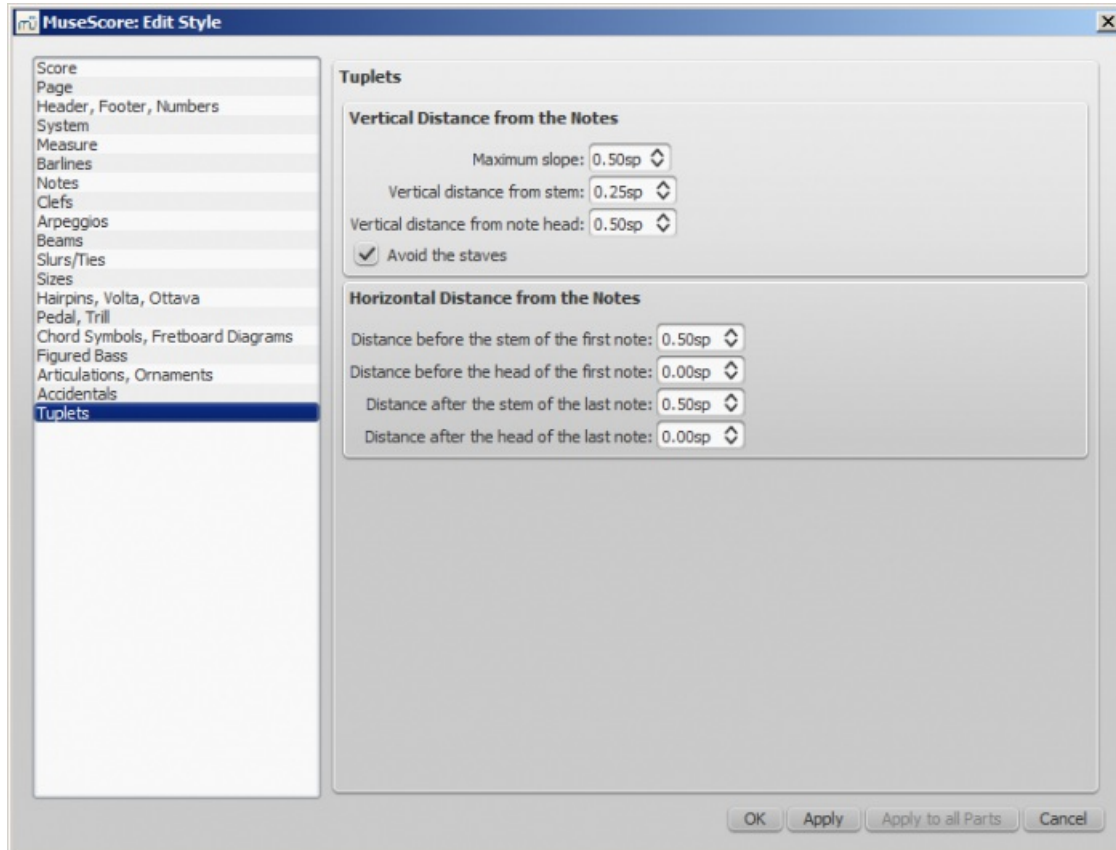 MuseScore: Edit Style
Score
Page
Header, Footer, Numbers
System
Measure
Barlines
Notes
Clefs
Arpeggios
Beams
Slurs/Ties
Sizes
Hairpins, Volta, Ottava
Pedal, Trill
Chord Symbols, Fretboard Diagrams
Figured Bass
Articulations, Ornaments
Accidentals
Tuplets
Tuplets
Vertical Distance from the Notes
Maximum slope: 0.50sp
Vertical distance from stem: 0.25sp
Vertical distance from note head: 0.50sp
Avoid the staves
Horizontal Distance from the Notes
Distance before the stem of the first note: 0.50sp
Distance before the head of the first note: 0.00sp
Distance after the stem of the last note: 0.50sp
Distance after the head of the last note: 0.00sp
OK Apply Apply to all Parts Cancel